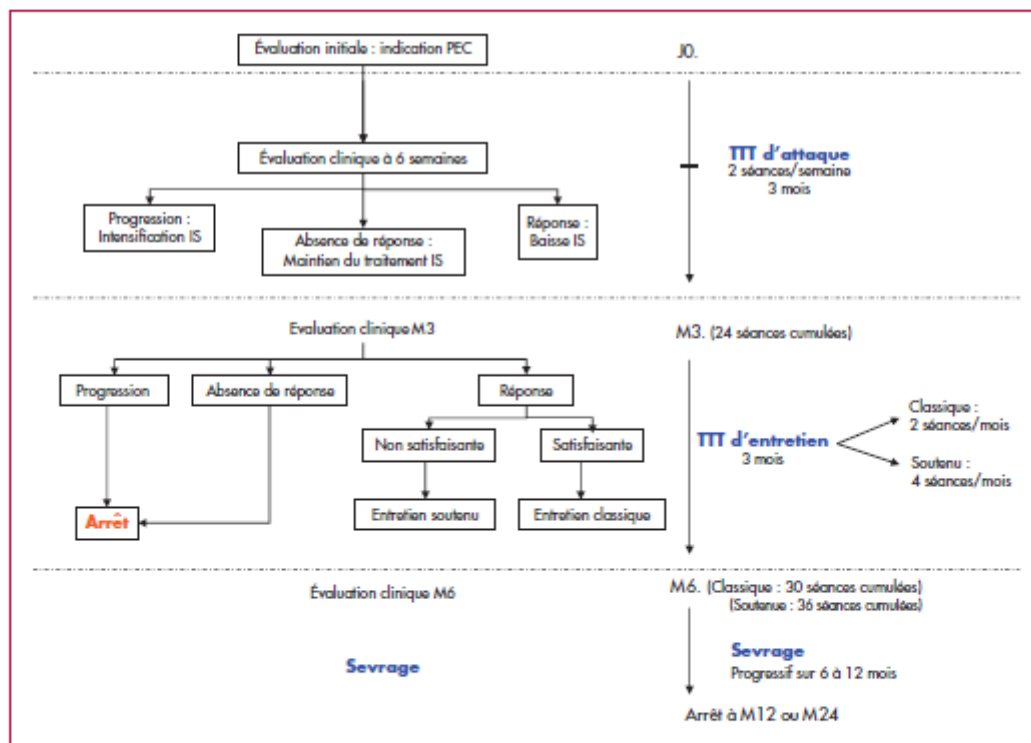 Évaluation initiale : indication PEC
J0.
TTT d'attaque
2 séances/semaine
3 mois
Évaluation clinique à 6 semaines
Progression :
Intensification IS
Absence de réponse :
Maintien du traitement IS
Réponse :
Baisse IS
Evaluation clinique M3
M3. (24 séances cumulées)
Progression
Absence de réponse
Réponse
Non satisfaisante
Satisfaisante
Arrêt
Entretien soutenu
Entretien classique
TTT d'entretien
3 mois
Classique :
2 séances/mois
Soutenu :
4 séances/mois
Évaluation clinique M6
M6. (Classique : 30 séances cumulées)
(Soutenue : 36 séances cumulées)
Sevrage
Sevrage
Progressif sur 6 à 12 mois
Arrêt à M12 ou M24